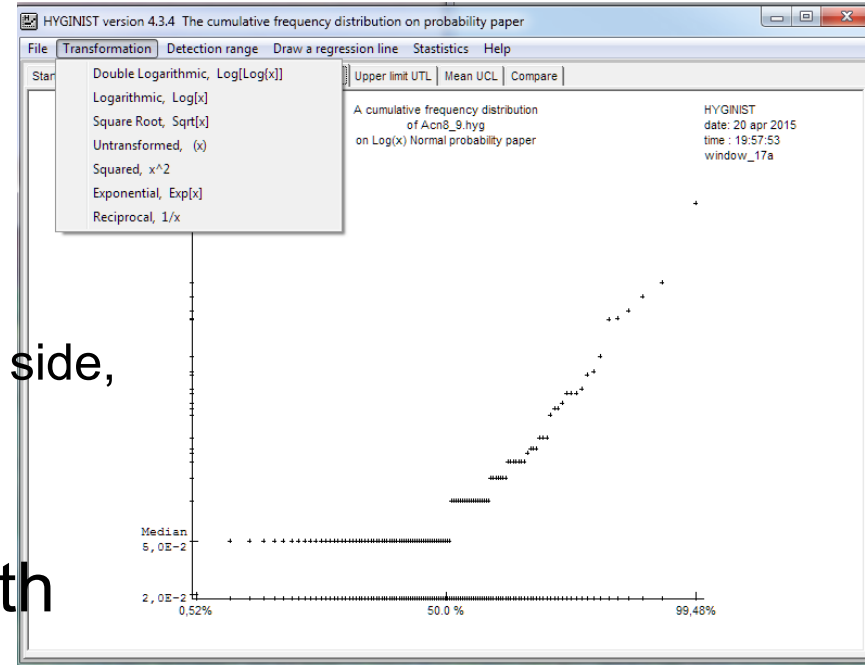 HYGINIST version 4.3.4 The cumulative frequency distribution on probability paper
File Transformation Detection range Draw a regression line Stastistics Help
Upper limit UTL Mean UCL Compare
Double Logarithmic, Log[Log{x]]
Logarithmic, Log[x]
Square Root, Sqrt[x]
Untransformed, (x)
Squared, x^2
Exponential, Exp[x]
Reciprocal, 1/x
A cumulative frequency distribution
of Acn8_9.hyg
on Log(x) Normal probability paper
HYGINIST
date: 20 apr 2015
time : 19:57:53
window_17a
side,
Median
5,0E-2
th
2,0E-2
0,52% 50.0 % 99,48%